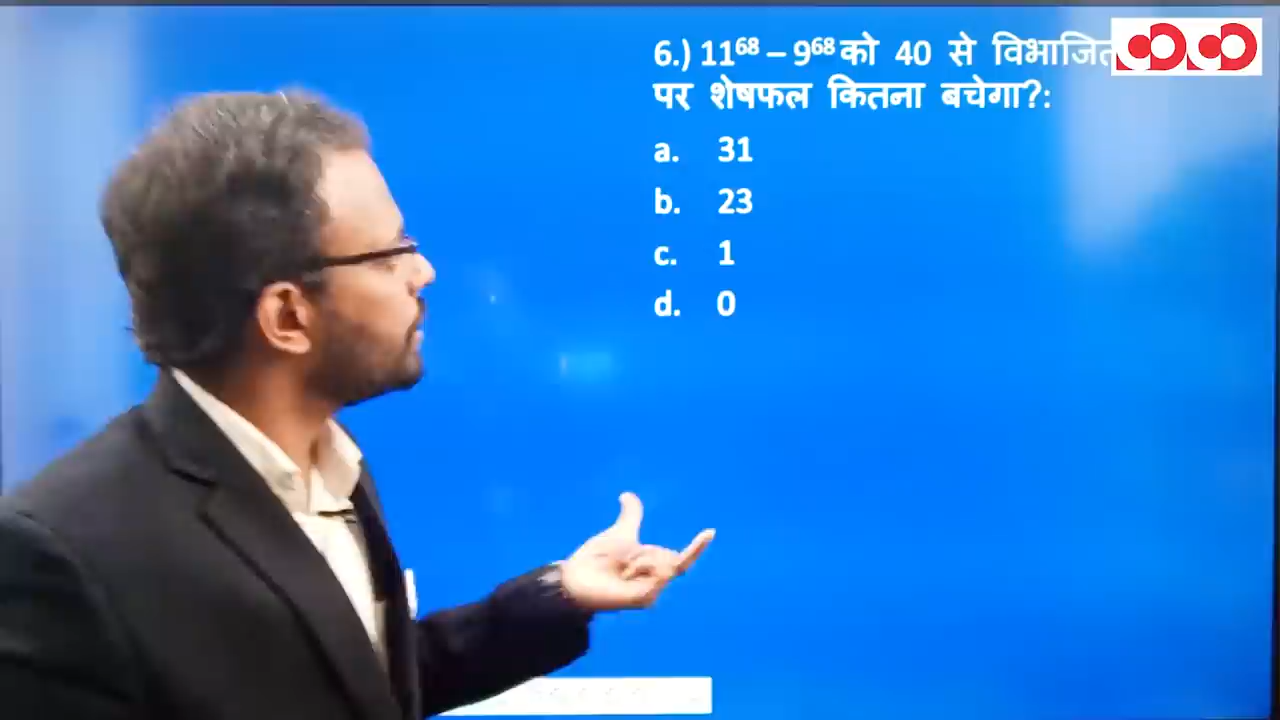 6.) 11⁶⁸ – 9⁶⁸ को 40 से विभाजित
पर शेषफल कितना बचेगा?:
a. 31
b. 23
c. 1
d. 0